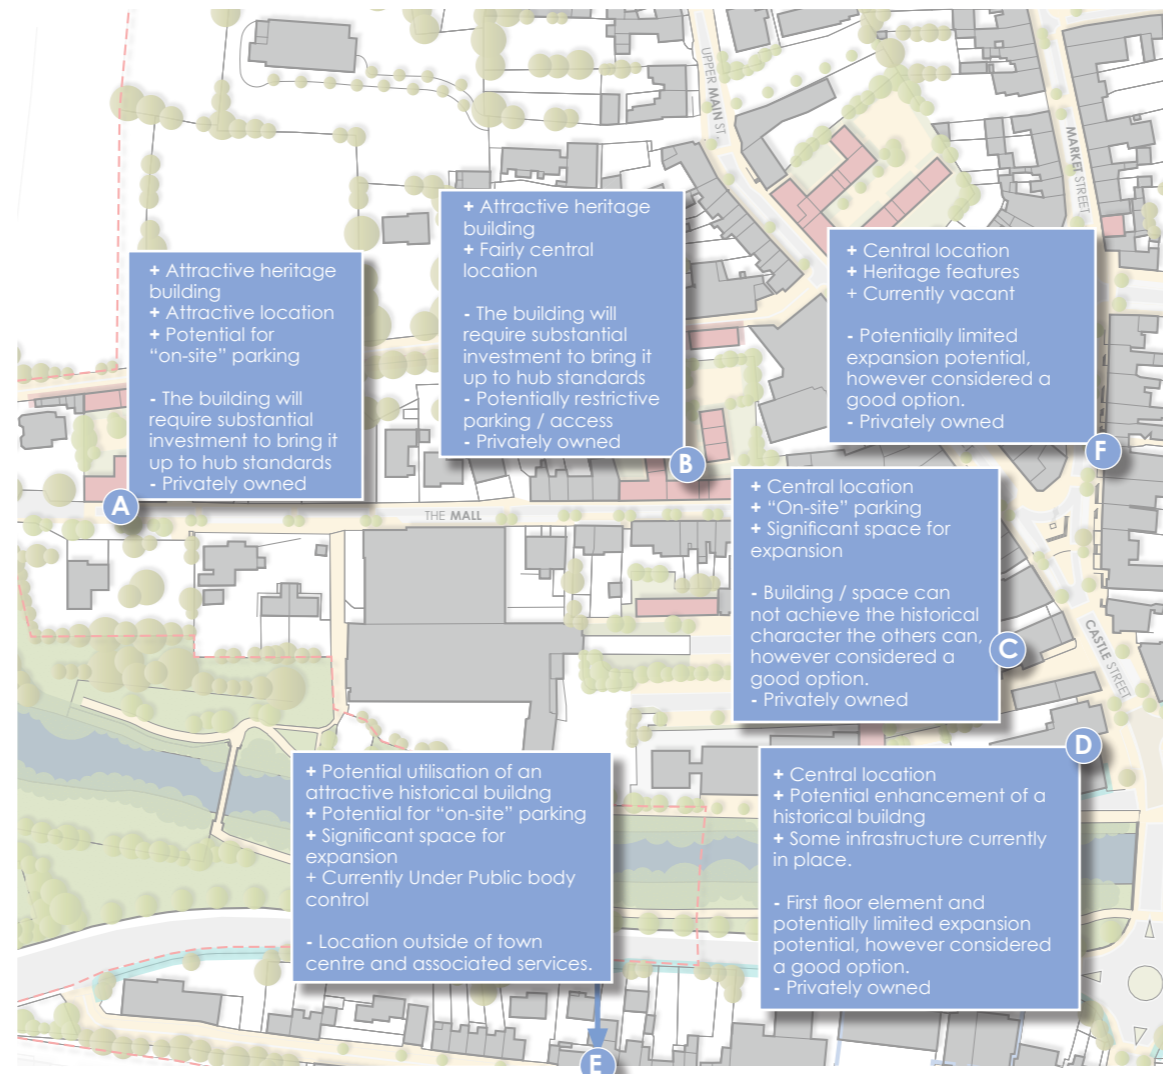 UPPER MAIN ST.
MARKET STREET
+ Attractive heritage
building
+ Attractive location
+ Potential for
"on-site" parking
- The building will
require substantial
investment to bring it
up to hub standards
- Privately owned
A
+ Attractive heritage
building
+ Fairly central
location
- The building will
require substantial
investment to bring it
up to hub standards
- Potentially restrictive
parking / access
- Privately owned
B
+ Central location
+ Heritage features
+ Currently vacant
- Potentially limited
expansion potential,
however considered a
good option.
- Privately owned
F
THE MALL
+ Central location
+ "On-site" parking
+ Significant space for
expansion
- Building / space can
not achieve the historical
character the others can,
however considered a
good option.
- Privately owned
C
CASTLE STREET
+ Potential utilisation of an
attractive historical buildng
+ Potential for "on-site" parking
+ Significant space for
expansion
+ Currently Under Public body
control
- Location outside of town
centre and associated services.
E
D
+ Central location
+ Potential enhancement of a
historical buildng
+ Some infrastructure currently
in place.
- First floor element and
potentially limited expansion
potential, however considered
a good option.
- Privately owned